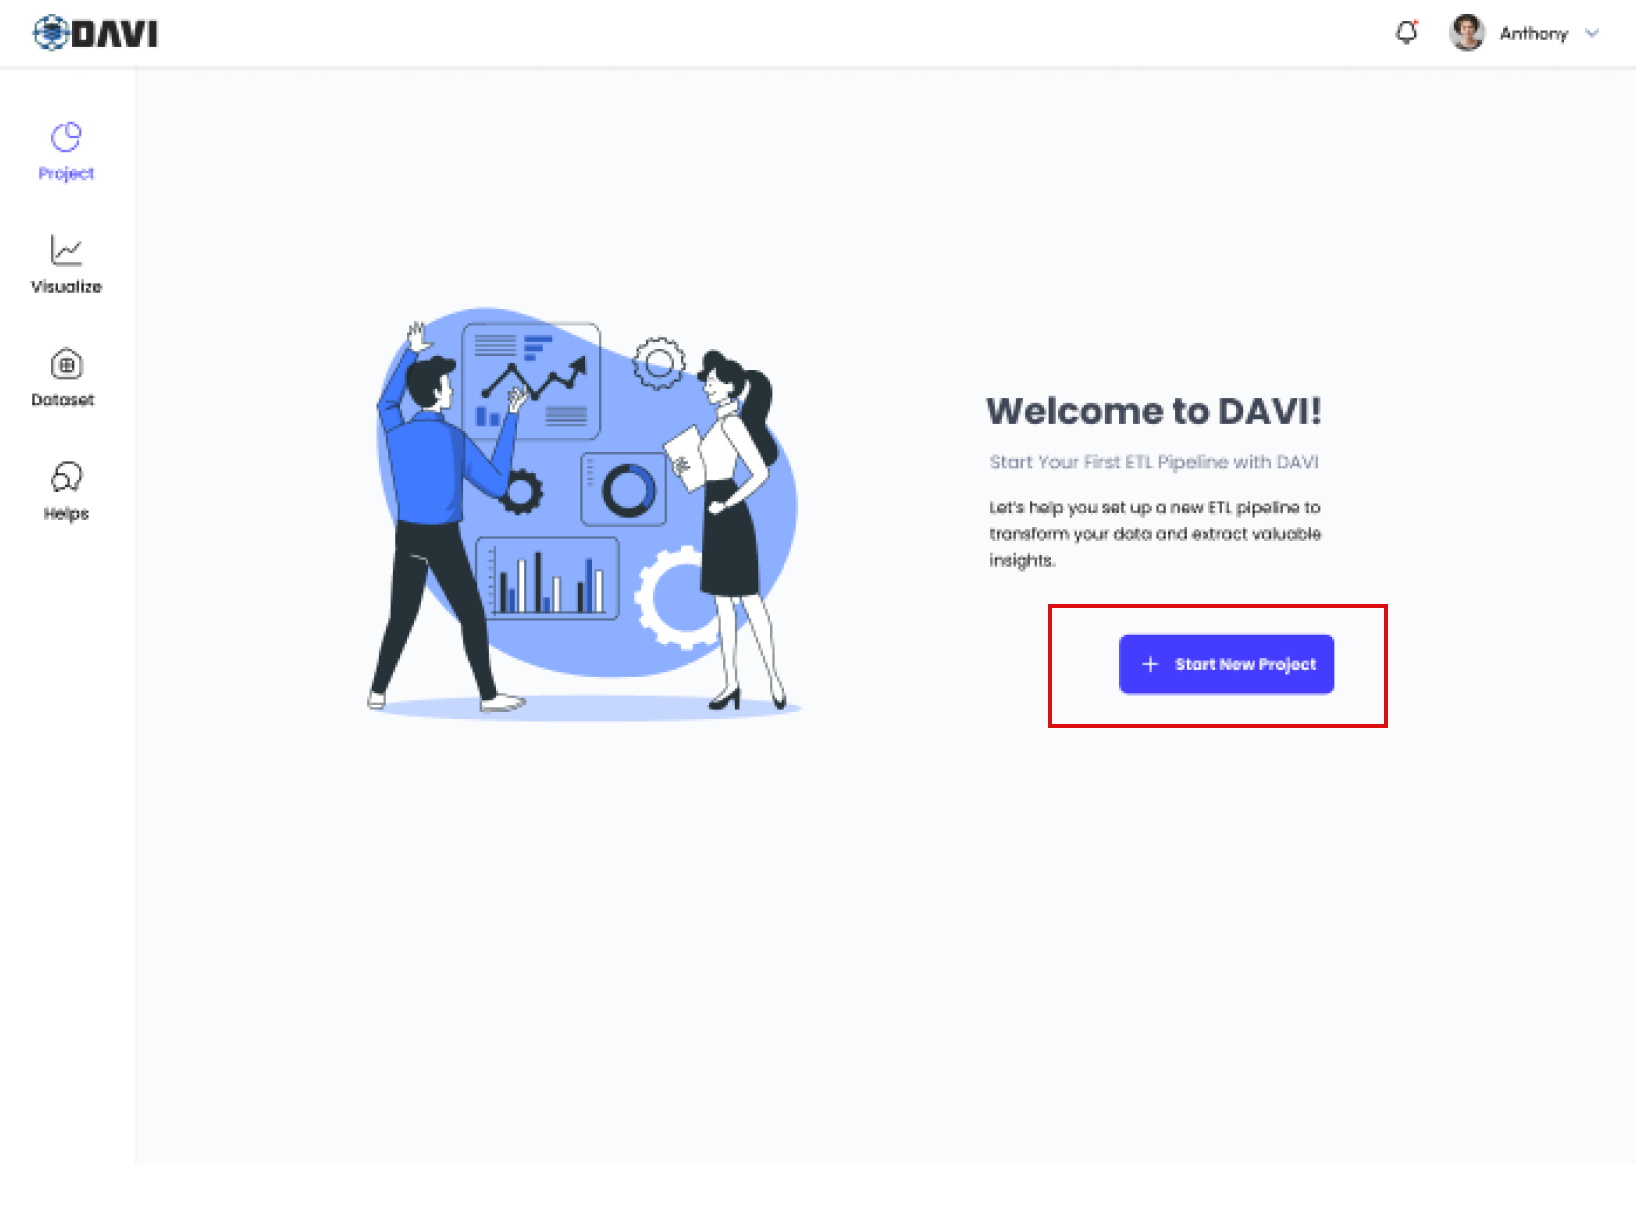 DAVI
Anthony
Project
Visualize
Dataset
Helps
Welcome to DAVI!
Start Your First ETL Pipeline with DAVI
Let's help you set up a new ETL pipeline to
transform your data and extract valuable
insights.
+ Start New Project